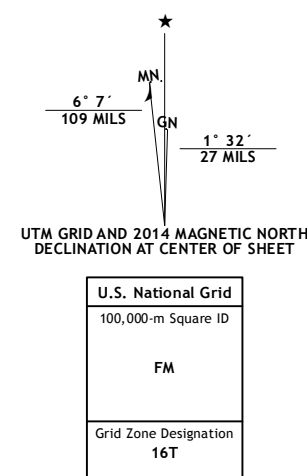 MN.
6° 7´
109 MILS
GN
1° 32´
27 MILS
UTM GRID AND 2014 MAGNETIC NORTH
DECLINATION AT CENTER OF SHEET
U.S. National Grid
100,000-m Square ID
FM
Grid Zone Designation
16T